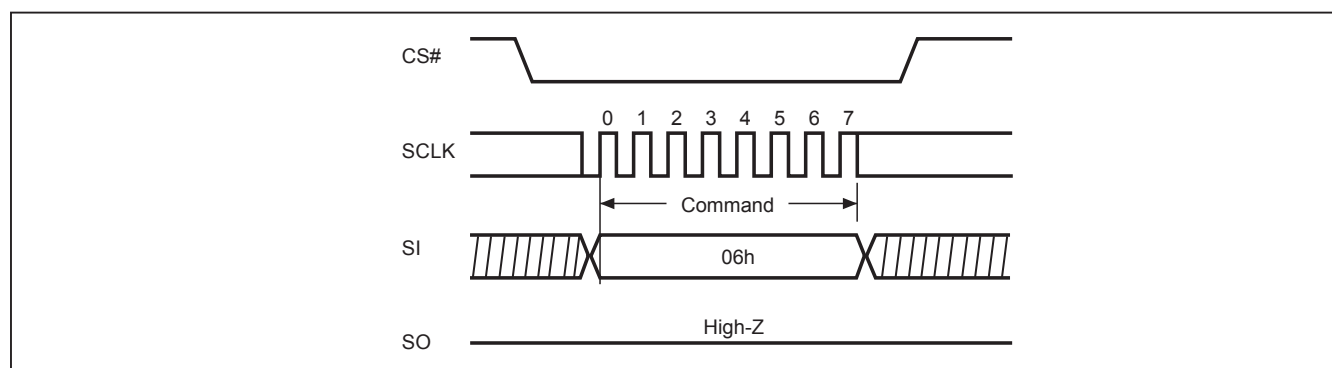 CS#
0 1 2 3 4 5 6 7
SCLK
Command
SI
06h
High-Z
SO